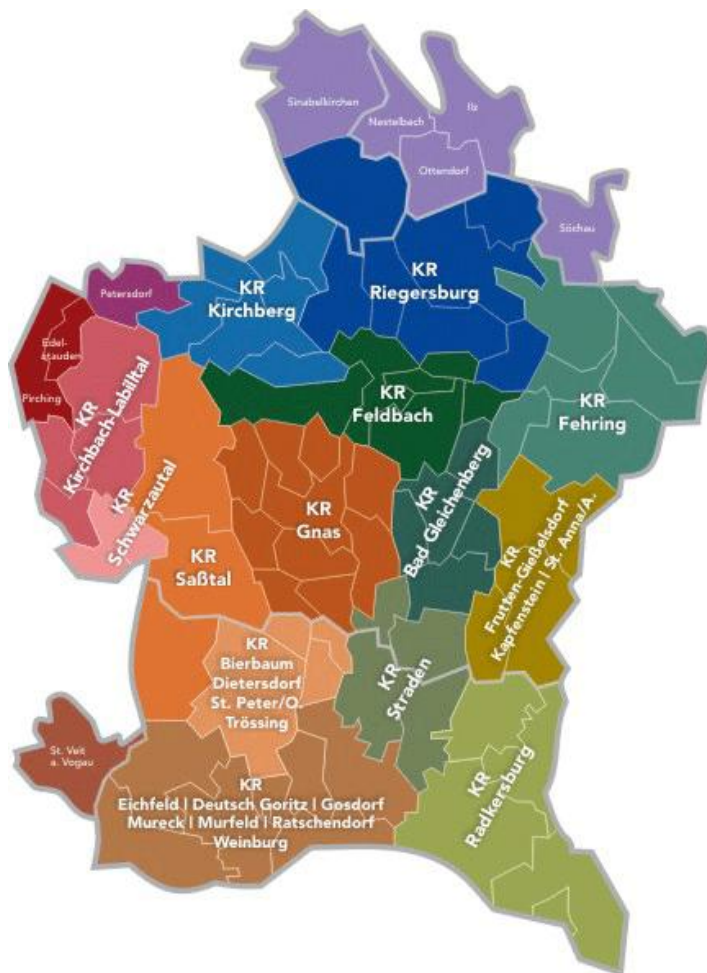 Sinabelkirchen
Nestelbach
Ilz
Ottendorf
Söchau
KR
Riegersburg
KR
Kirchberg
Petersdorf
Edel-
stauden
Pirching
KR
Kirchbach-Labilltal
KR
Schwarzautal
KR
Feldbach
KR
Fehring
KR
Gnas
KR
Bad Gleichenberg
KR
Frutten-Gießelsdorf
Kapfenstein | St. Anna/A.
KR
Saßtal
KR
Bierbaum
Dietersdorf
St. Peter/O.
Trössing
KR
Straden
St. Veit
a. Vogau
KR
Eichfeld | Deutsch Goritz | Gosdorf
Mureck | Murfeld | Ratschendorf
Weinburg
KR
Radkersburg